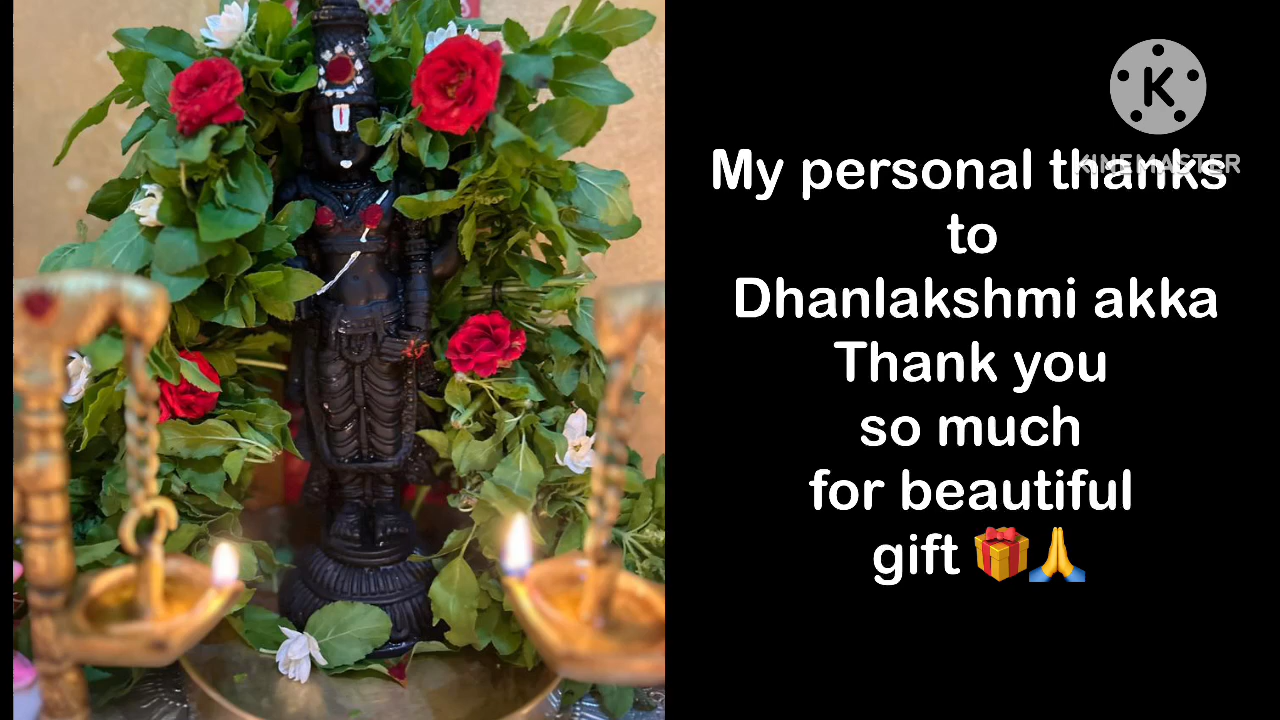 K
KINEMASTER
My personal thanks
to
Dhanlakshmi akka
Thank you
so much
for beautiful
gift 🎁🙏